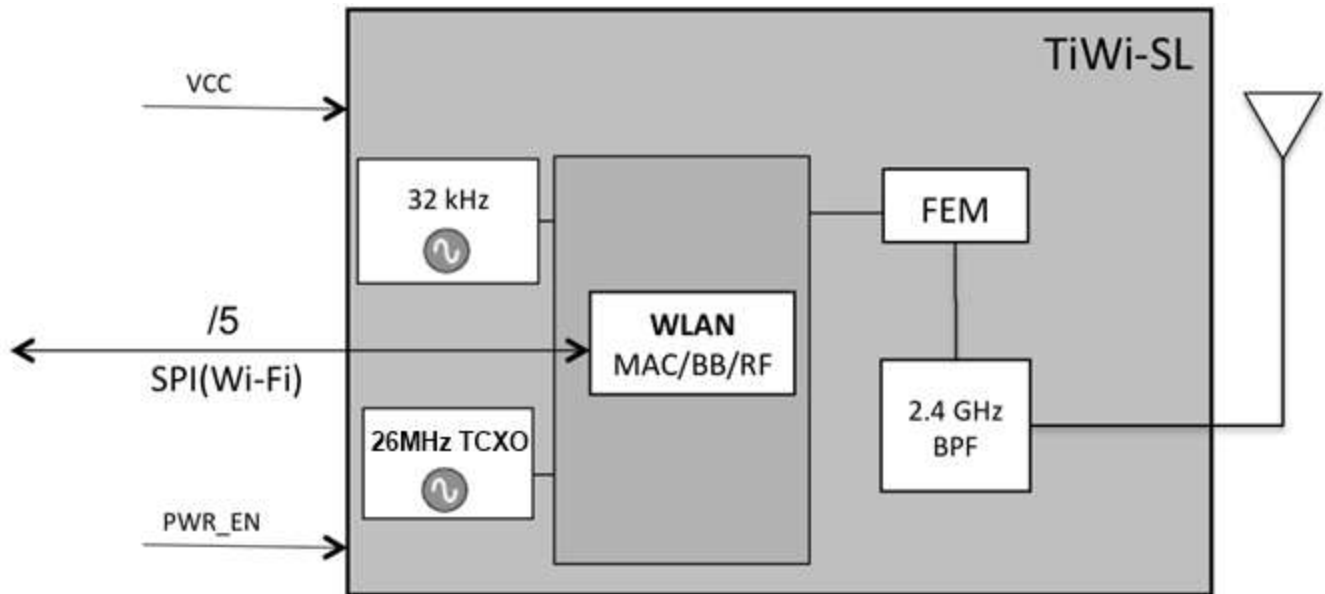 TiWi-SL
VCC
32 kHz
FEM
/5
SPI(Wi-Fi)
WLAN
MAC/BB/RF
2.4 GHz
BPF
26MHz TCXO
PWR_EN